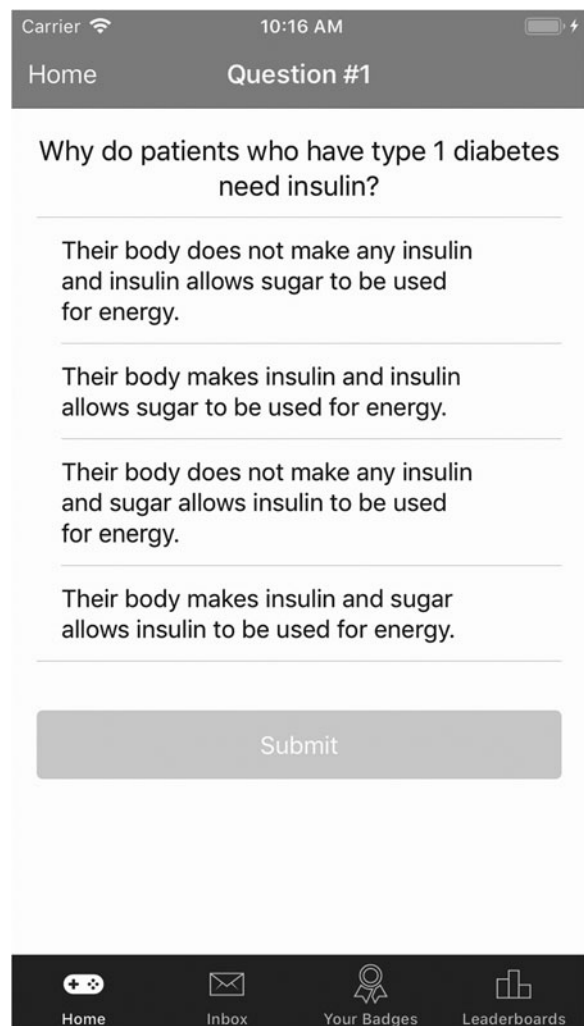 Carrier 10:16 AM
Home Question #1
Why do patients who have type 1 diabetes
need insulin?
Their body does not make any insulin
and insulin allows sugar to be used
for energy.
Their body makes insulin and insulin
allows sugar to be used for energy.
Their body does not make any insulin
and sugar allows insulin to be used
for energy.
Their body makes insulin and sugar
allows insulin to be used for energy.
Submit
Home Inbox Your Badges Leaderboards